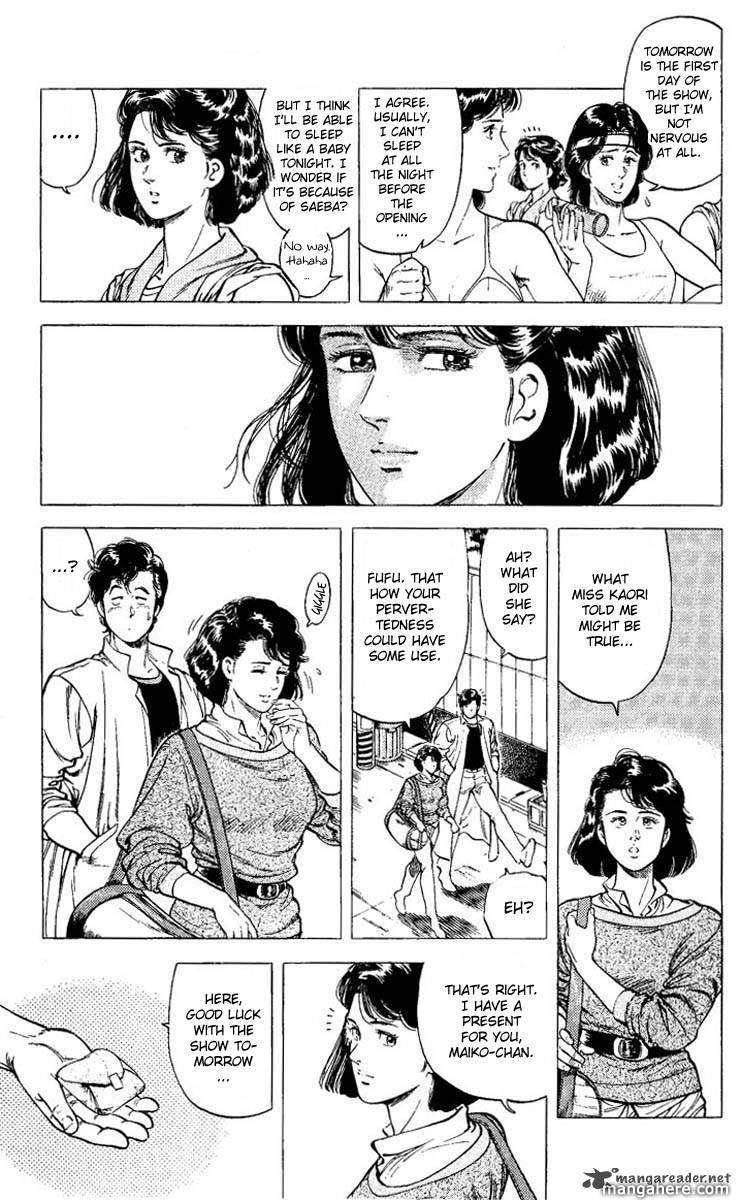 TOMORROW
IS THE FIRST
DAY OF
THE SHOW,
BUT I'M
NOT
NERVOUS
AT ALL.
I AGREE.
USUALLY,
I CAN'T
SLEEP
AT ALL
THE NIGHT
BEFORE
THE
OPENING
...
BUT I THINK
I'LL BE ABLE
TO SLEEP
LIKE A BABY
TONIGHT. I
WONDER IF
IT'S BECAUSE
OF SAEBA?
No way.
Hahaha
..
....
WHAT
MISS KAORI
TOLD ME
MIGHT BE
TRUE...
AH?
WHAT
DID
SHE
SAY?
FUFU. THAT
HOW YOUR
PERVER-
TEDNESS
COULD HAVE
SOME USE.
EH?
GIGGLE
...?
THAT'S RIGHT.
I HAVE A
PRESENT
FOR YOU,
MAIKO-CHAN.
HERE,
GOOD LUCK
WITH THE
SHOW TO-
MORROW
...
mangareader.net
mangahere.com